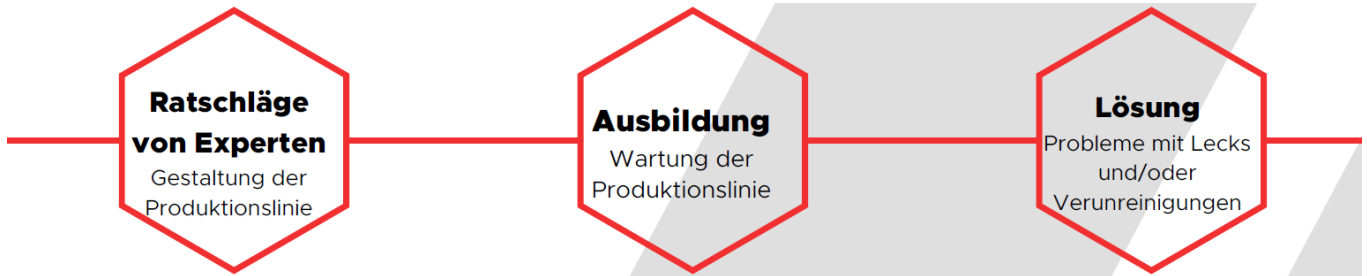 Ratschläge
von Experten
Gestaltung der
Produktionslinie
Ausbildung
Wartung der
Produktionslinie
Lösung
Probleme mit Lecks
und/oder
Verunreinigungen